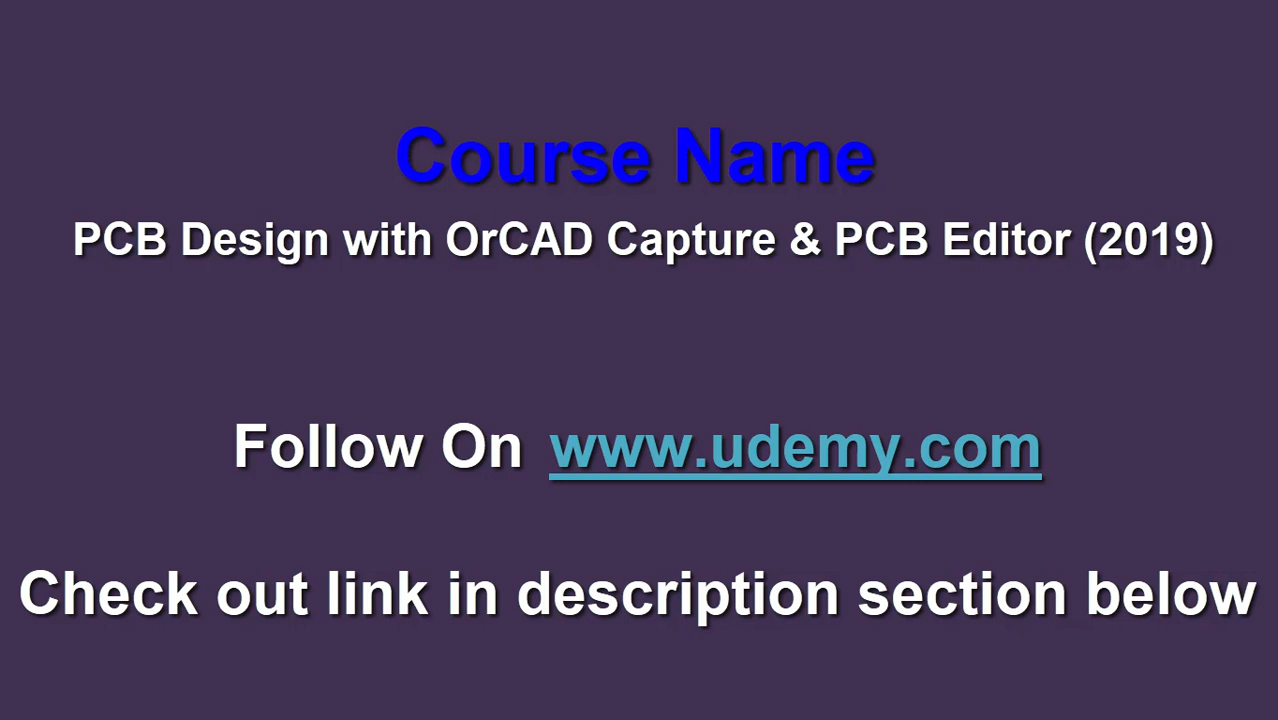 Course Name
PCB Design with OrCAD Capture & PCB Editor (2019)
Follow On www.udemy.com
Check out link in description section below